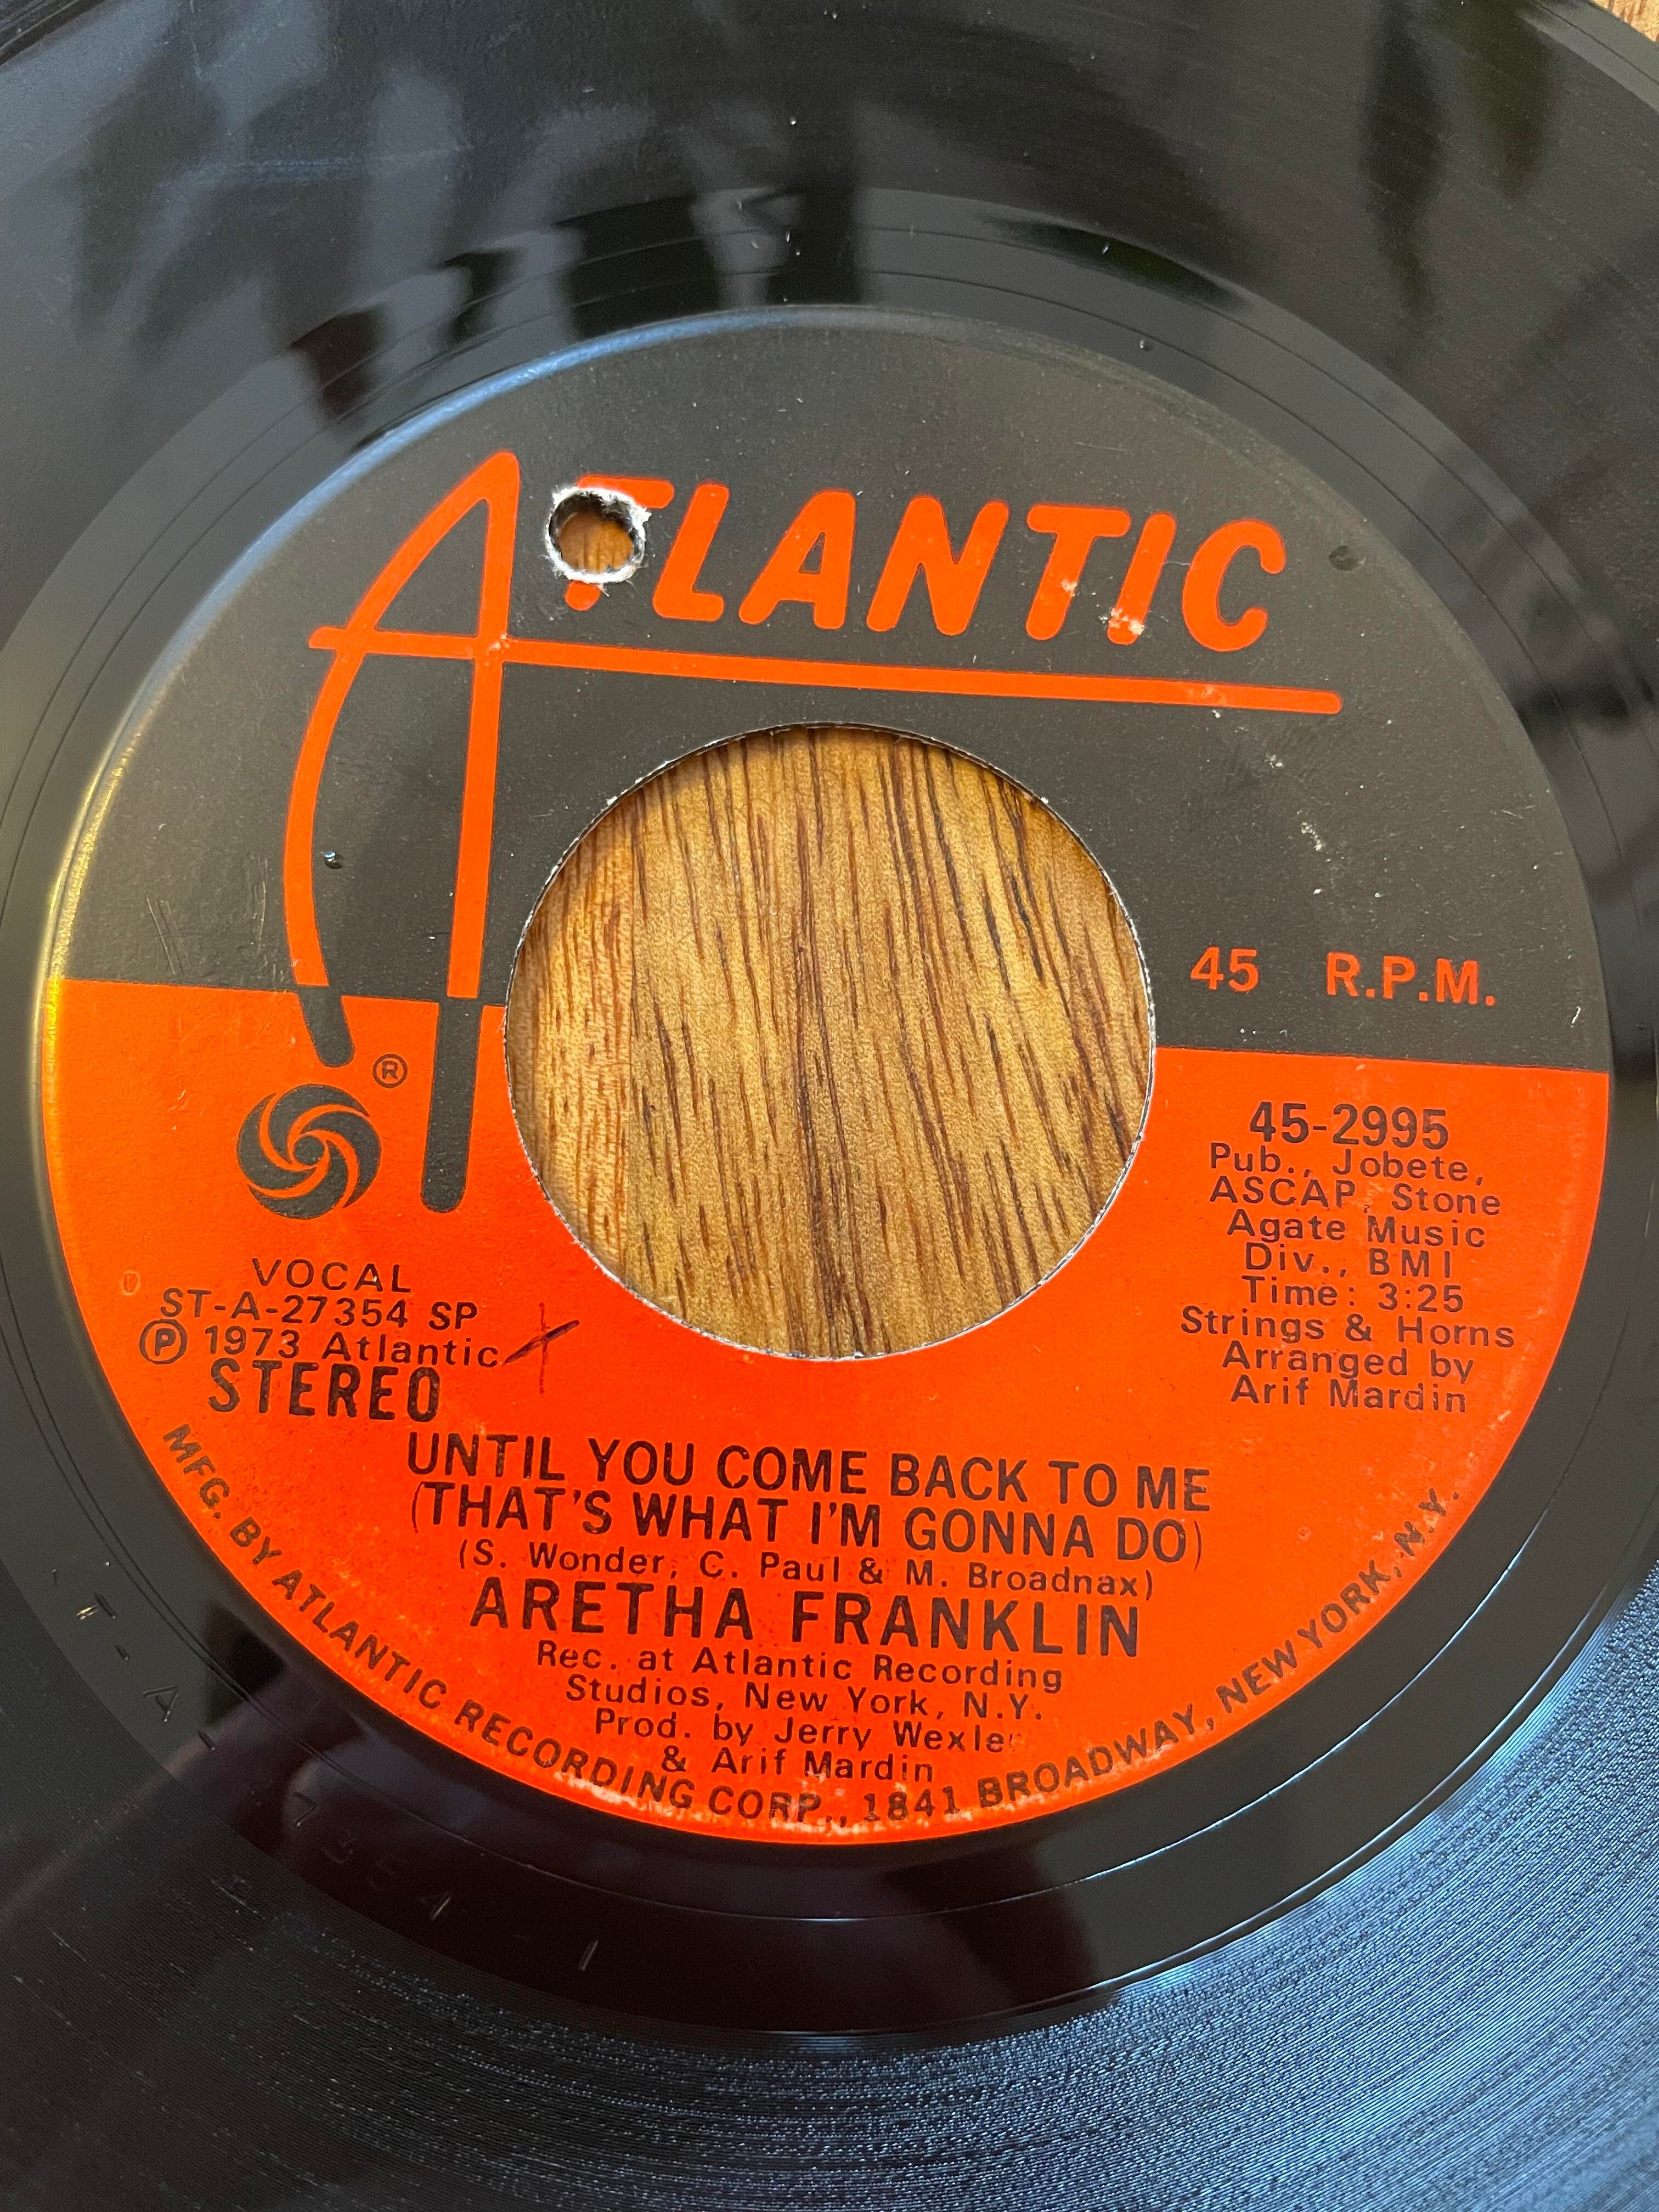 ATLANTIC
45 R.P.M.
®
VOCAL
ST-A-27354 SP
Ⓟ 1973 Atlantic
STEREO
45-2995
Pub., Jobete,
ASCAP, Stone
Agate Music
Div., BMI
Time: 3:25
Strings & Horns
Arranged by
Arif Mardin
UNTIL YOU COME BACK TO ME
(THAT'S WHAT I'M GONNA DO)
(S. Wonder, C. Paul & M. Broadnax)
ARETHA FRANKLIN
Rec. at Atlantic Recording
Studios, New York, N.Y.
Prod. by Jerry Wexler
& Arif Mardin
MFG. BY ATLANTIC RECORDING CORP., 1841 BROADWAY, NEW YORK, N.Y.